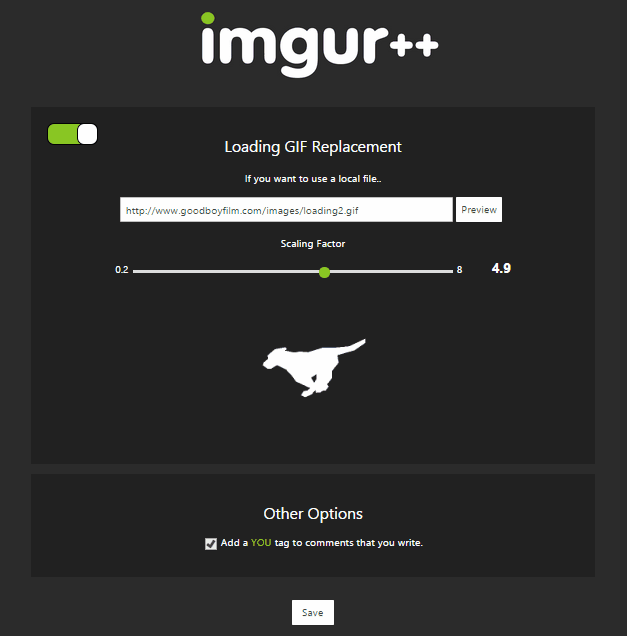 imgur++
Loading GIF Replacement
If you want to use a local file..
http://www.goodboyfilm.com/images/loading2.gif Preview
Scaling Factor
0.2 8 4.9
Other Options
Add a YOU tag to comments that you write.
Save